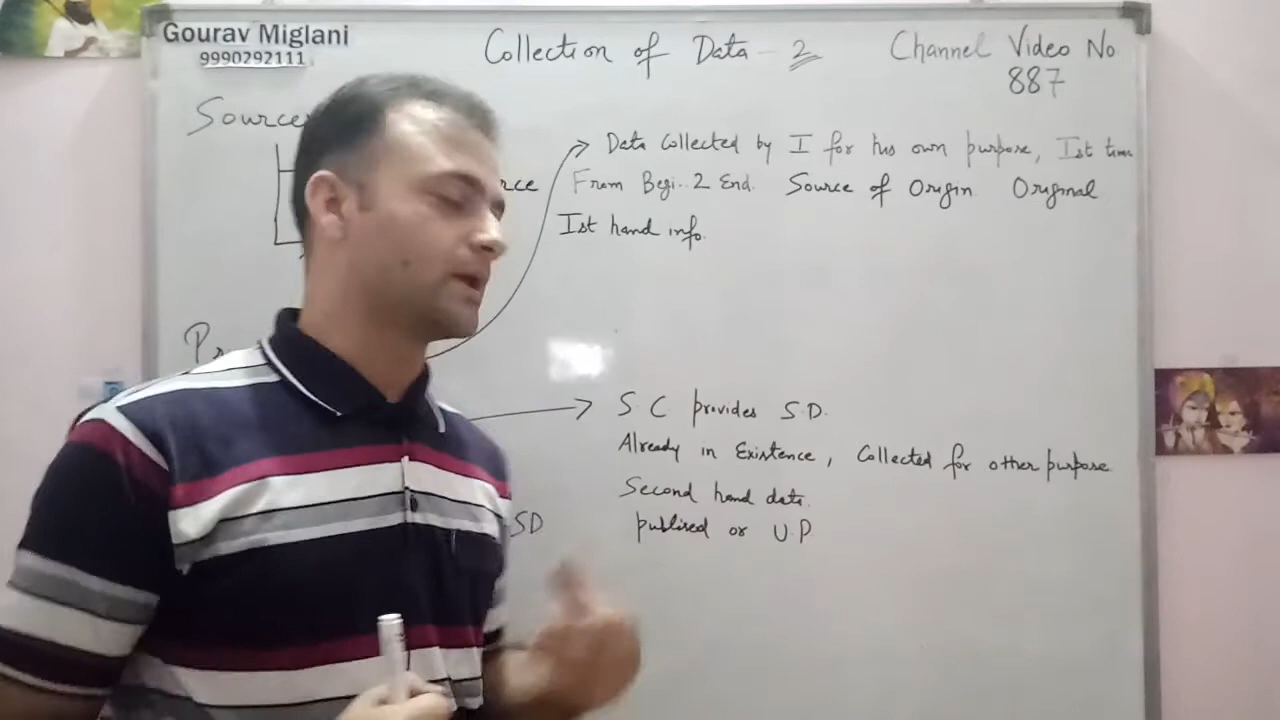 Gourav Miglani
9990292111
Collection of Data - 2
Channel Video No
887
Data Collected by I for his own purpose, Ist time
From Begi.. 2 End. Source of Origin Original
Ist hand info.
S.C provides S.D.
Already in Existence, Collected for other purpose
Second hand data.
publised or U.P
SD